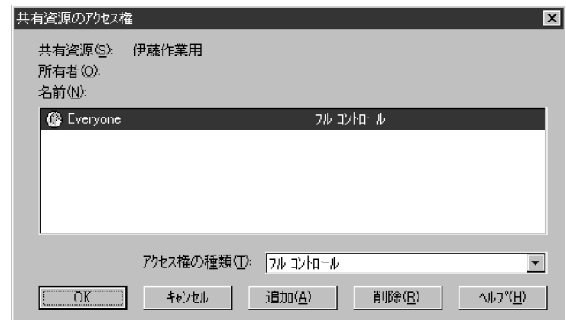 共有資源のアクセス権
共有資源(S): 伊藤作業用
所有者(O):
名前(N):
Everyone フル コントロール
アクセス権の種類(T): フル コントロール
OK キャンセル 追加(A) 削除(R) ヘルプ(H)